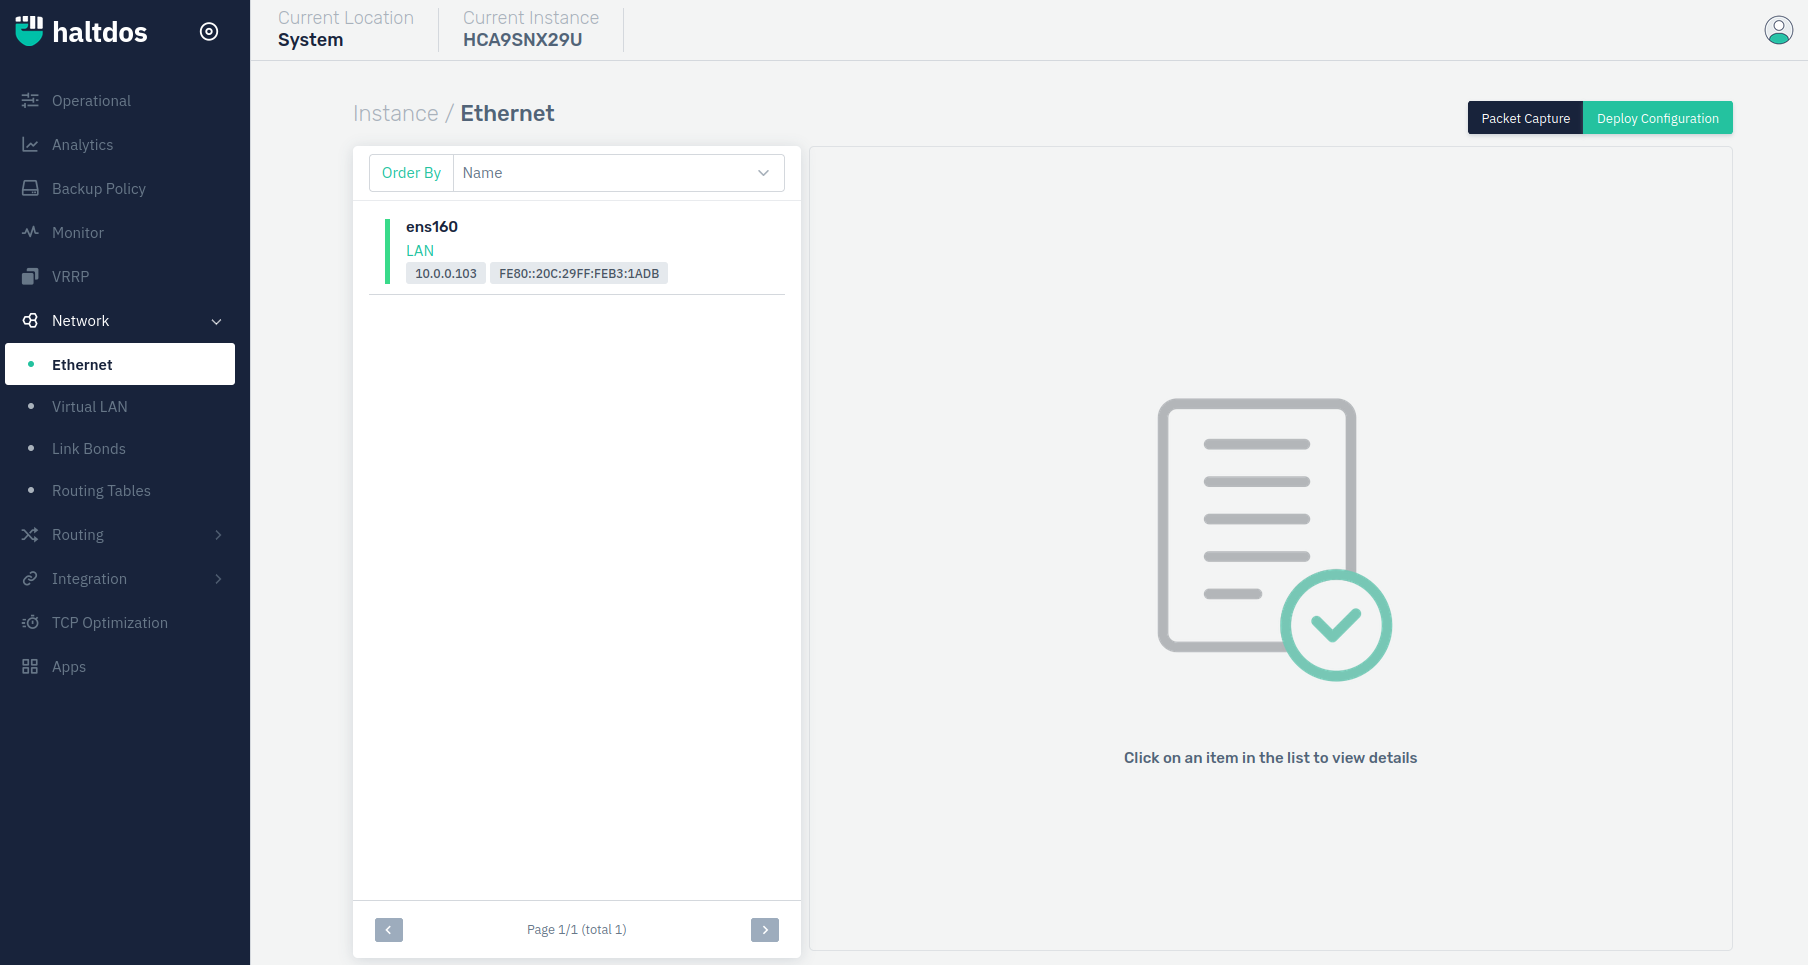 haltdos
Current Location
System
Current Instance
HCA9SNX29U
Operational
Analytics
Backup Policy
Monitor
VRRP
Network
Ethernet
Virtual LAN
Link Bonds
Routing Tables
Routing
Integration
TCP Optimization
Apps
Instance / Ethernet
Packet Capture
Deploy Configuration
Order By
Name
ens160
LAN
10.0.0.103
FE80::20C:29FF:FEB3:1ADB
Click on an item in the list to view details
Page 1/1 (total 1)